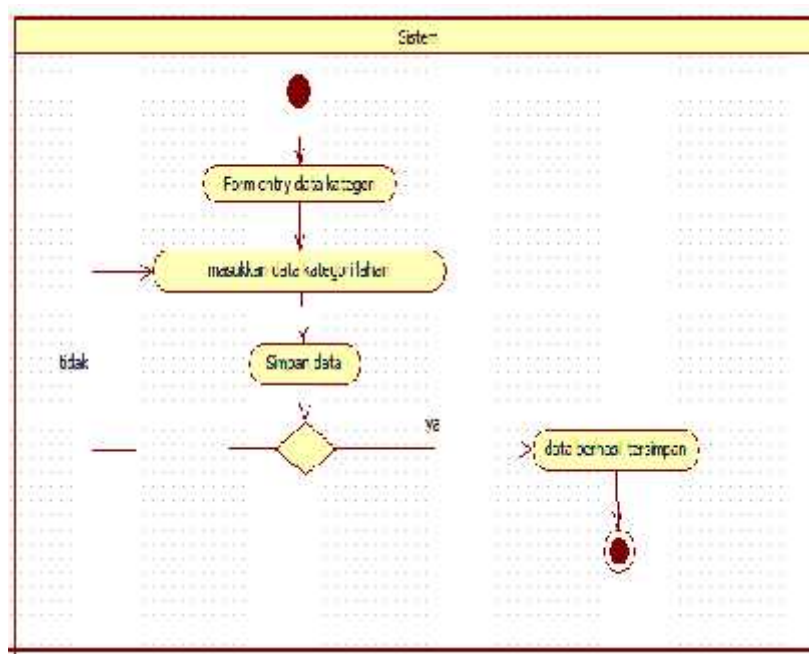 Sistem
Form entry data kategori
masukkan data kategori lahan
Simpan data
tidak
ya
data berhasil tersimpan